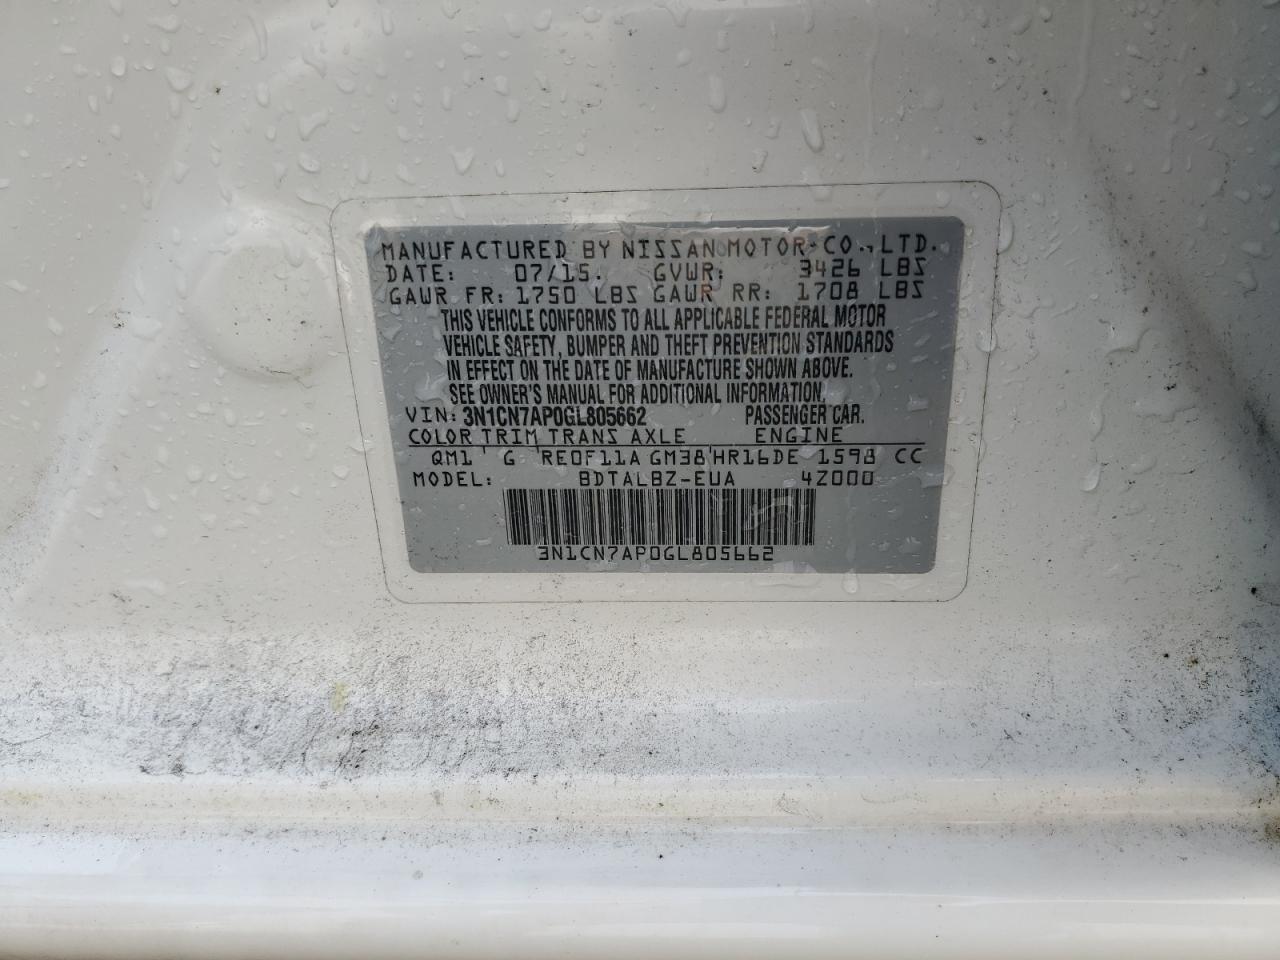 MANUFACTURED BY NISSAN MOTOR CO., LTD.
DATE: 07/15. GVWR: 3426 LBS
GAWR FR: 1750 LBS GAWR RR: 1708 LBS
THIS VEHICLE CONFORMS TO ALL APPLICABLE FEDERAL MOTOR
VEHICLE SAFETY, BUMPER AND THEFT PREVENTION STANDARDS
IN EFFECT ON THE DATE OF MANUFACTURE SHOWN ABOVE.
SEE OWNER'S MANUAL FOR ADDITIONAL INFORMATION.
VIN: 3N1CN7AP0GL805662 PASSENGER CAR.
COLOR TRIM TRANS AXLE ENGINE
QM1 ' G ' RE0F11A GM38 ' HR16DE 1598 CC
MODEL: BDTALBZ-EUA 4Z000
3N1CN7AP0GL805662